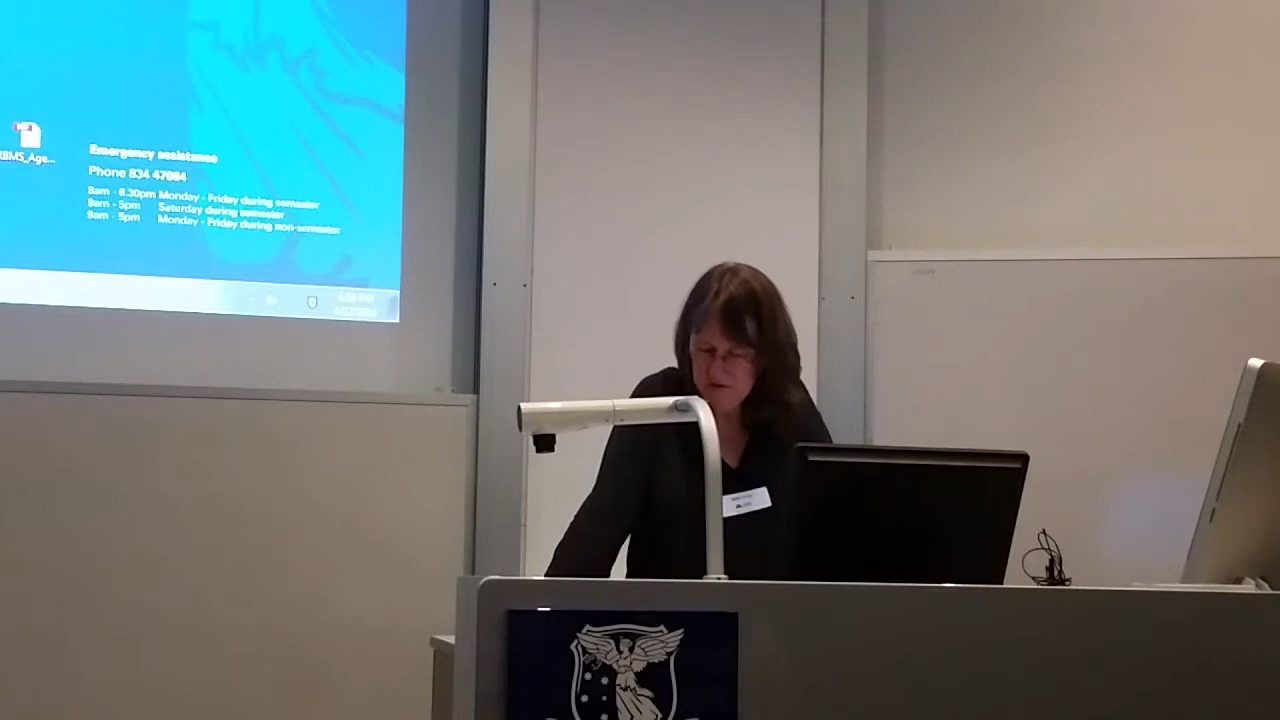 RBMS_Age...
Emergency assistance
Phone 834 47084
8am - 6.30pm Monday - Friday during semester
9am - 5pm Saturday during semester
9am - 5pm Monday - Friday during non-semester